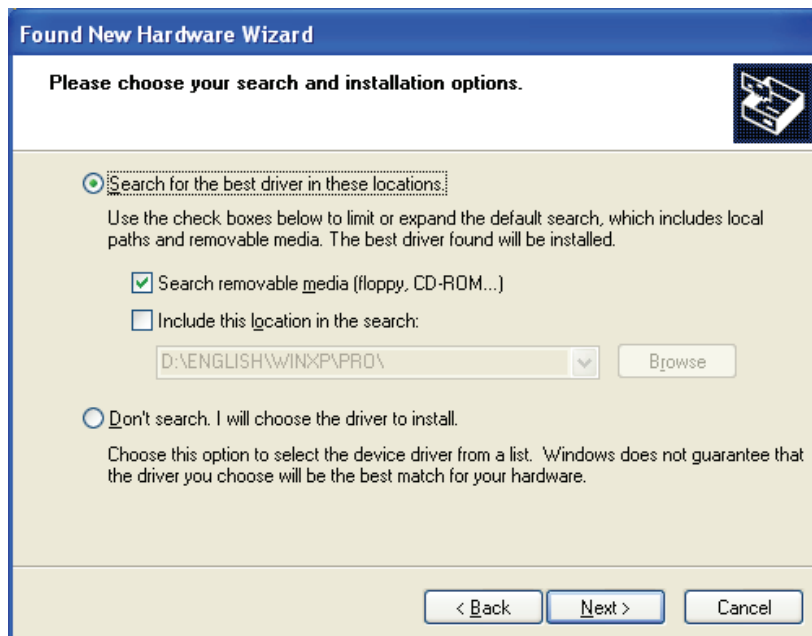 Found New Hardware Wizard
Please choose your search and installation options.
Search for the best driver in these locations.
Use the check boxes below to limit or expand the default search, which includes local
paths and removable media. The best driver found will be installed.
Search removable media (floppy, CD-ROM...)
Include this location in the search:
D:\ENGLISH\WINXP\PRO\
Browse
Don't search. I will choose the driver to install.
Choose this option to select the device driver from a list. Windows does not guarantee that
the driver you choose will be the best match for your hardware.
< Back Next > Cancel